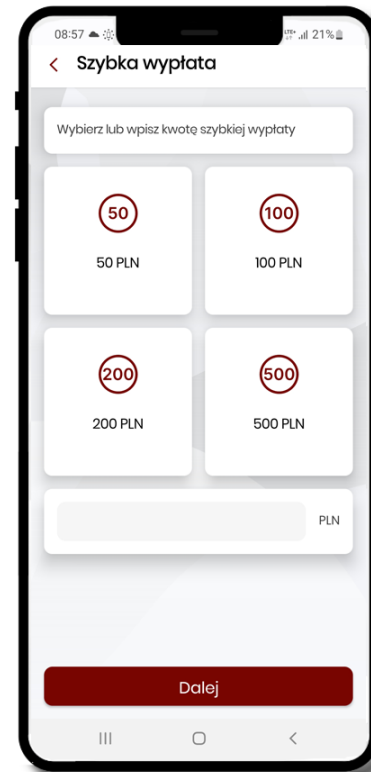 08:57 LTE+ 21%
Szybka wypłata
Wybierz lub wpisz kwotę szybkiej wypłaty
50 100
50 PLN 100 PLN
200 500
200 PLN 500 PLN
PLN
Dalej